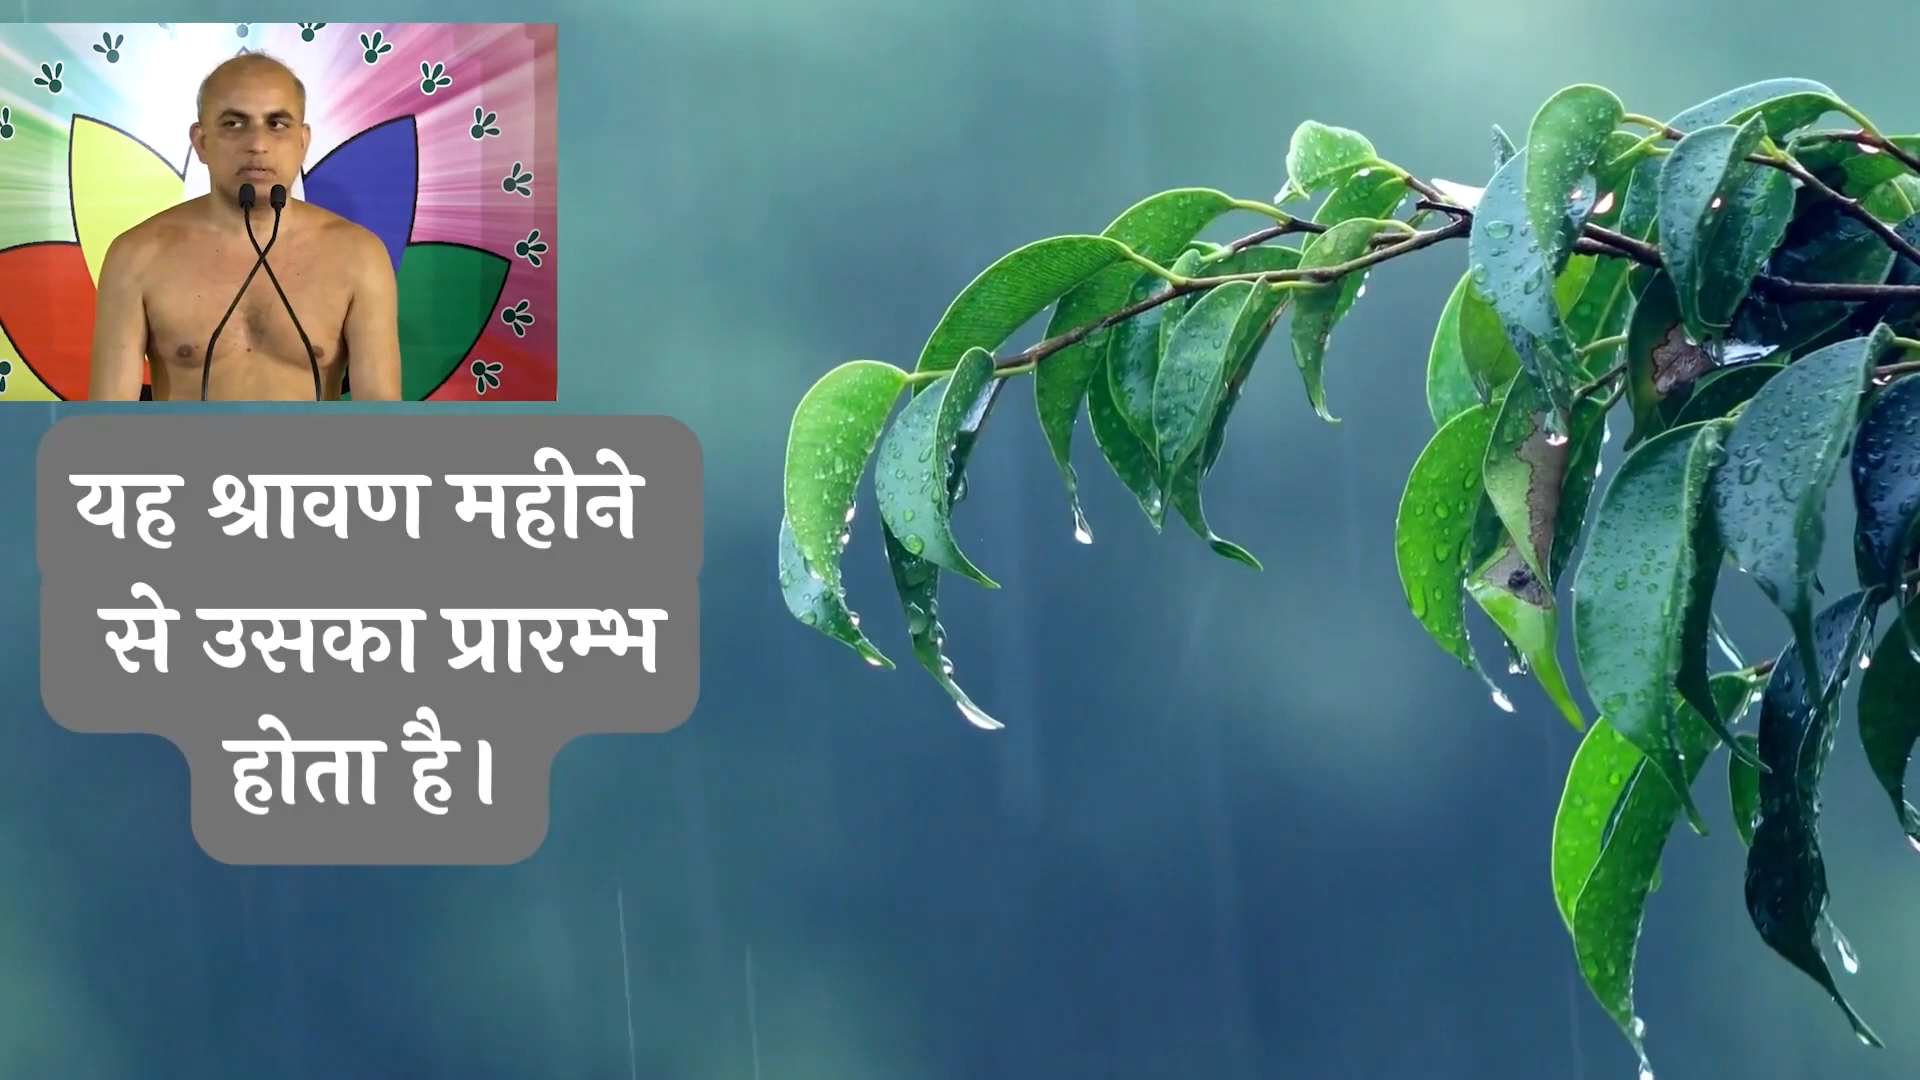 यह श्रावण महीने
से उसका प्रारम्भ
होता है।